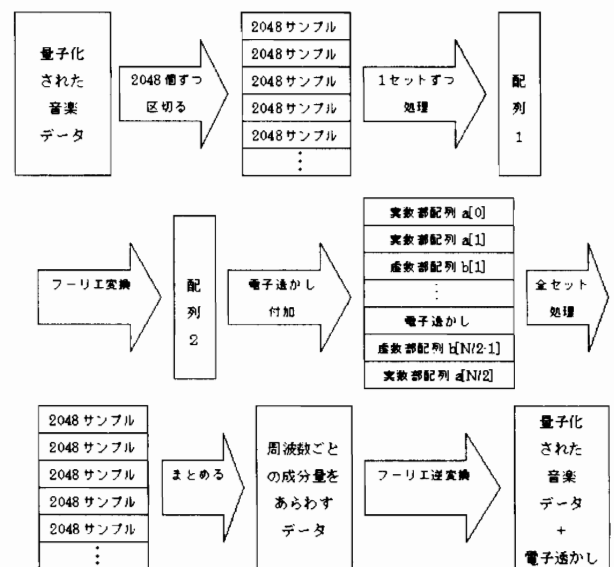 量子化
された
音楽
データ
2048個ずつ
区切る
2048サンプル
2048サンプル
2048サンプル
2048サンプル
2048サンプル
⋮
1セットずつ
処理
配
列
1
フーリエ変換
配
列
2
電子透かし
付加
実数部配列 a[0]
実数部配列 a[1]
虚数部配列 b[1]
⋮
電子透かし
虚数部配列 b[N/2-1]
実数部配列 a[N/2]
全セット
処理
2048サンプル
2048サンプル
2048サンプル
2048サンプル
2048サンプル
⋮
まとめる
周波数ごと
の成分量を
あらわす
データ
フーリエ逆変換
量子化
された
音楽
データ
+
電子透かし